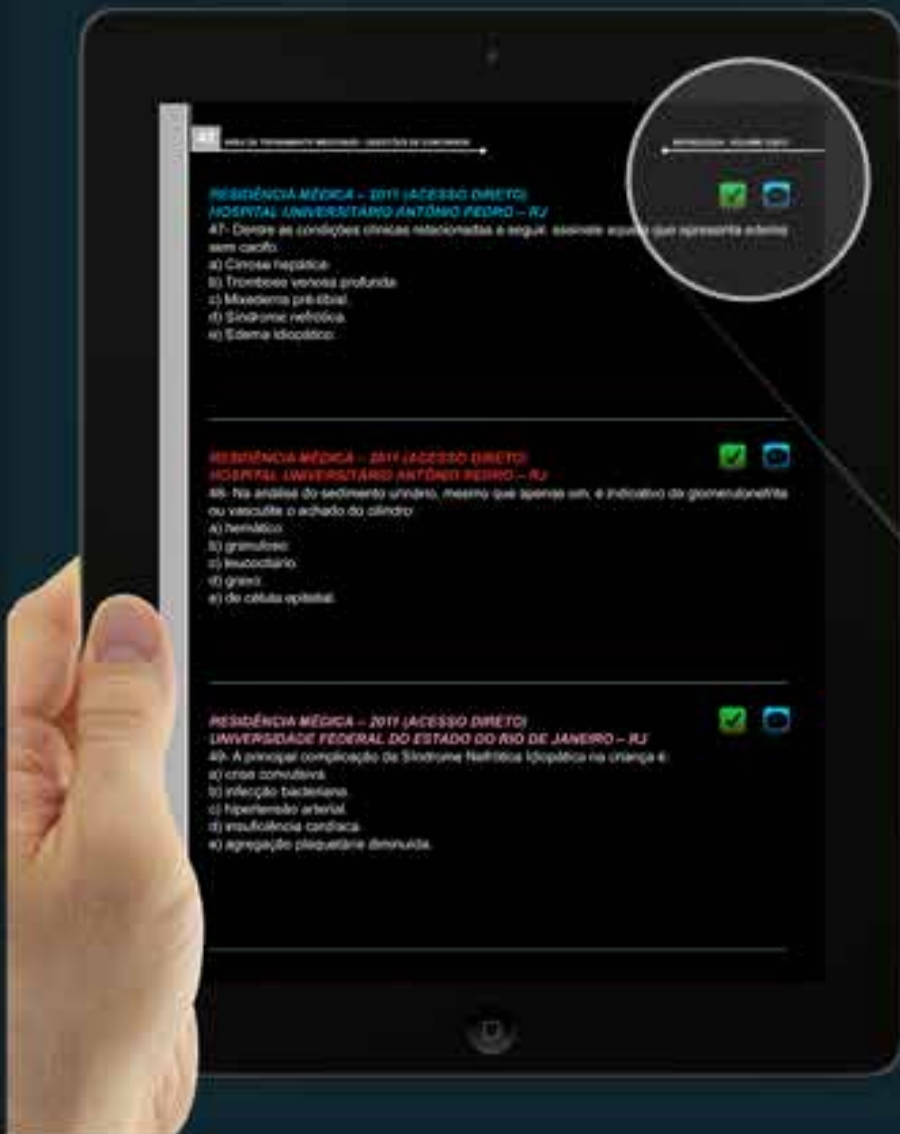 47
RESIDÊNCIA MÉDICA – 2011 (ACESSO DIRETO)
HOSPITAL UNIVERSITÁRIO ANTÔNIO PEDRO – RJ
47- Dentre as condições clínicas relacionadas a seguir, assinale aquela que apresenta edema
sem cacifo:
a) Cirrose hepática.
b) Trombose venosa profunda.
c) Mixedema pré-tibial.
d) Síndrome nefrótica.
e) Edema idiopático.
RESIDÊNCIA MÉDICA – 2011 (ACESSO DIRETO)
HOSPITAL UNIVERSITÁRIO ANTÔNIO PEDRO – RJ
48- Na análise do sedimento urinário, mesmo que apenas um, é indicativo de glomerulonefrite
ou vasculite o achado do cilindro:
a) hemático.
b) granuloso.
c) leucocitário.
d) graxo.
e) de célula epitelial.
RESIDÊNCIA MÉDICA – 2011 (ACESSO DIRETO)
UNIVERSIDADE FEDERAL DO ESTADO DO RIO DE JANEIRO – RJ
49- A principal complicação da Síndrome Nefrótica Idiopática na criança é:
a) crise convulsiva.
b) infecção bacteriana.
c) hipertensão arterial.
d) insuficiência cardíaca.
e) agregação plaquetária diminuída.